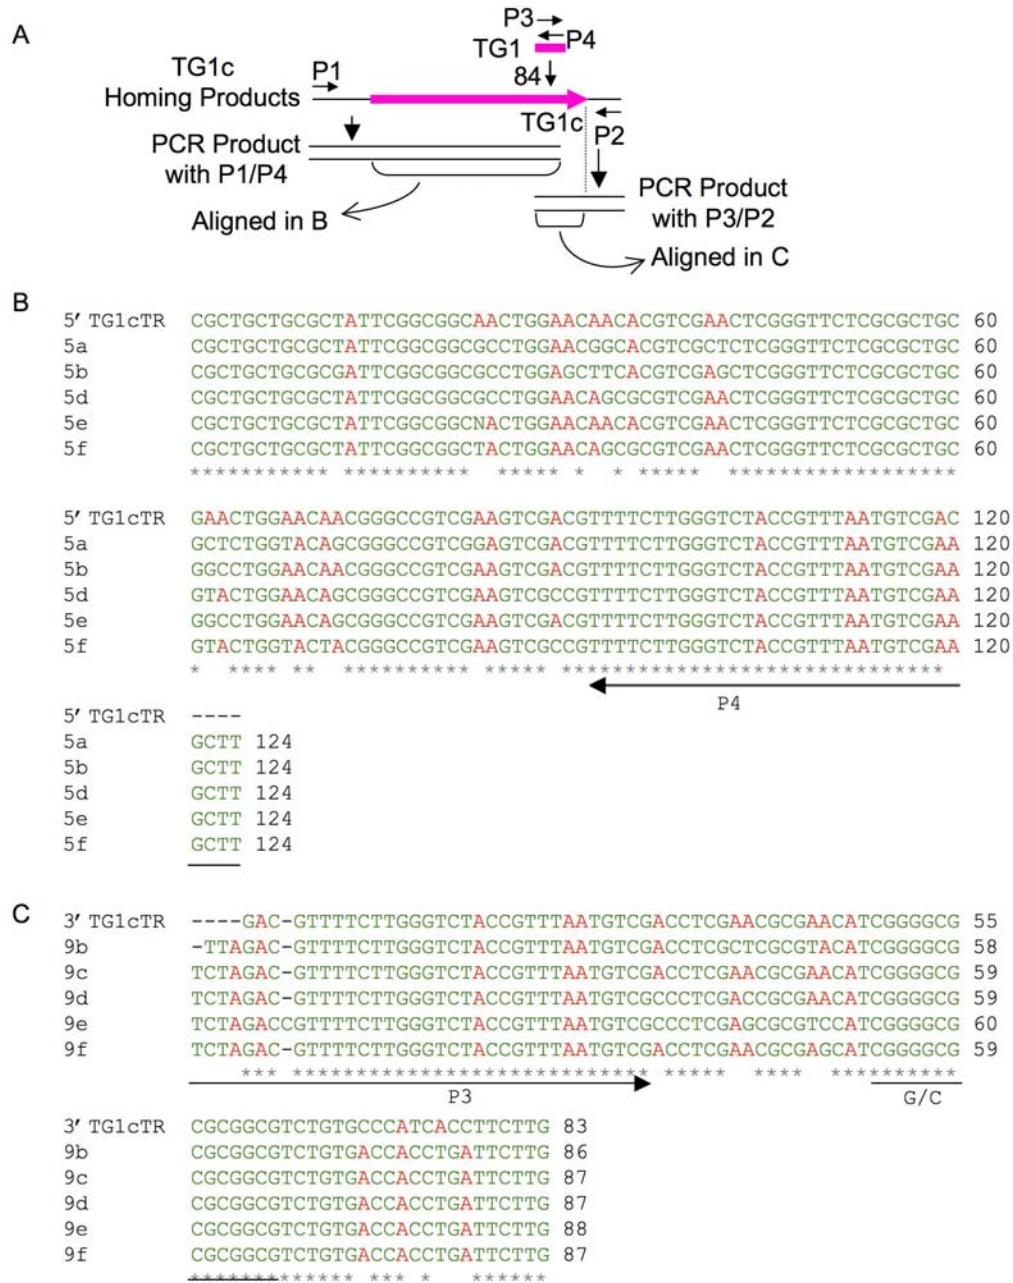 A
P3
TG1 P4
TG1c P1 84
Homing Products
TG1c
P2
PCR Product
with P1/P4
PCR Product
with P3/P2
Aligned in B
Aligned in C
B
5′ TG1cTR CGCTGCTGCGCTATTCGGCGGCAACTGGAACAACACGTCGAACTCGGGTTCTCGCGCTGC 60
5a CGCTGCTGCGCTATTCGGCGGCGCCTGGAACGGCACGTCGCTCTCGGGTTCTCGCGCTGC 60
5b CGCTGCTGCGCGATTCGGCGGCGCCTGGAGCTTCACGTCGAGCTCGGGTTCTCGCGCTGC 60
5d CGCTGCTGCGCTATTCGGCGGCGCCTGGAACAGCGCGTCGAACTCGGGTTCTCGCGCTGC 60
5e CGCTGCTGCGCTATTCGGCGGCNACTGGAACAACACGTCGAACTCGGGTTCTCGCGCTGC 60
5f CGCTGCTGCGCTATTCGGCGGCTACTGGAACAGCGCGTCGAACTCGGGTTCTCGCGCTGC 60
*********** ********** ***** * * ***** ******************
5′ TG1cTR GAACTGGAACAACGGGCCGTCGAAGTCGACGTTTTCTTGGGTCTACCGTTTAATGTCGAC 120
5a GCTCTGGTACAGCGGGCCGTCGGAGTCGACGTTTTCTTGGGTCTACCGTTTAATGTCGAA 120
5b GGCCTGGAACAACGGGCCGTCGAAGTCGACGTTTTCTTGGGTCTACCGTTTAATGTCGAA 120
5d GTACTGGAACAGCGGGCCGTCGAAGTCGCCGTTTTCTTGGGTCTACCGTTTAATGTCGAA 120
5e GGCCTGGAACAGCGGGCCGTCGAAGTCGACGTTTTCTTGGGTCTACCGTTTAATGTCGAA 120
5f GTACTGGTACTACGGGCCGTCGAAGTCGCCGTTTTCTTGGGTCTACCGTTTAATGTCGAA 120
* **** ** ********** ***** ******************************
P4
5′ TG1cTR ----
5a GCTT 124
5b GCTT 124
5d GCTT 124
5e GCTT 124
5f GCTT 124
C
3′ TG1cTR ----GAC-GTTTTCTTGGGTCTACCGTTTAATGTCGACCTCGAACGCGAACATCGGGGCG 55
9b -TTAGAC-GTTTTCTTGGGTCTACCGTTTAATGTCGACCTCGCTCGCGTACATCGGGGCG 58
9c TCTAGAC-GTTTTCTTGGGTCTACCGTTTAATGTCGACCTCGAACGCGAACATCGGGGCG 59
9d TCTAGAC-GTTTTCTTGGGTCTACCGTTTAATGTCGCCCTCGACCGCGAACATCGGGGCG 59
9e TCTAGACCGTTTTCTTGGGTCTACCGTTTAATGTCGCCCTCGAGCGCGTCCATCGGGGCG 60
9f TCTAGAC-GTTTTCTTGGGTCTACCGTTTAATGTCGACCTCGAACGCGAGCATCGGGGCG 59
*** **************************** ***** **** **********
P3 G/C
3′ TG1cTR CGCGGCGTCTGTGCCCATCACCTTCTTG 83
9b CGCGGCGTCTGTGACCACCTGATTCTTG 86
9c CGCGGCGTCTGTGACCACCTGATTCTTG 87
9d CGCGGCGTCTGTGACCACCTGATTCTTG 87
9e CGCGGCGTCTGTGACCACCTGATTCTTG 88
9f CGCGGCGTCTGTGACCACCTGATTCTTG 87
************* *** * ******